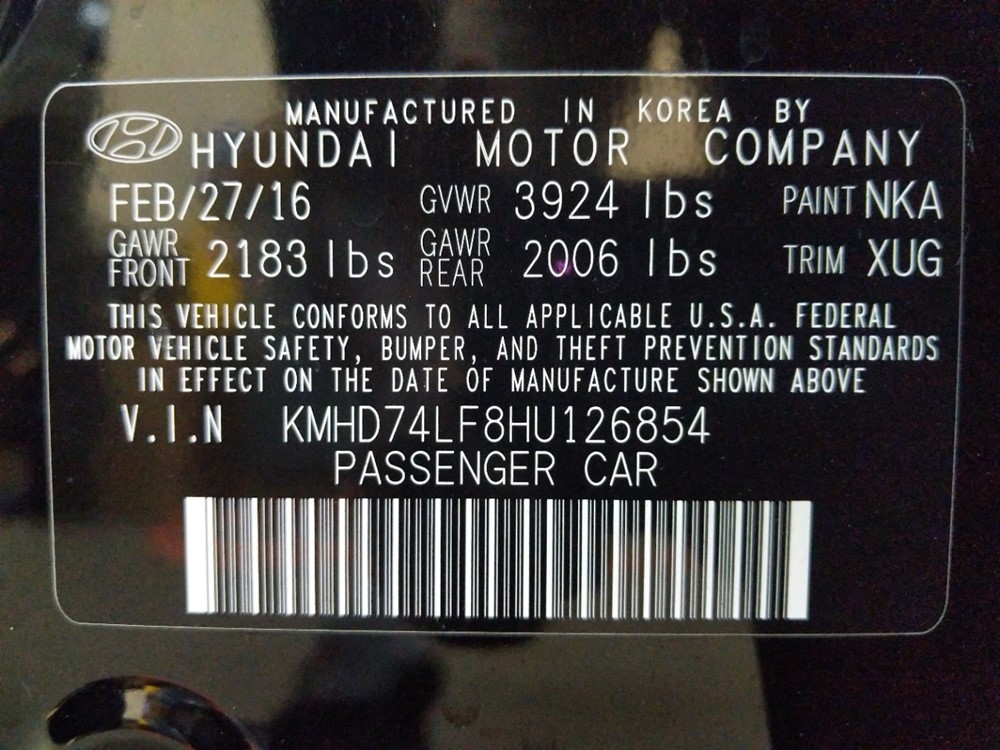 MANUFACTURED IN KOREA BY
HYUNDAI MOTOR COMPANY
FEB/27/16 GVWR 3924 lbs PAINT NKA
GAWR FRONT 2183 lbs GAWR REAR 2006 lbs TRIM XUG
THIS VEHICLE CONFORMS TO ALL APPLICABLE U.S.A. FEDERAL
MOTOR VEHICLE SAFETY, BUMPER, AND THEFT PREVENTION STANDARDS
IN EFFECT ON THE DATE OF MANUFACTURE SHOWN ABOVE
V.I.N KMHD74LF8HU126854
PASSENGER CAR